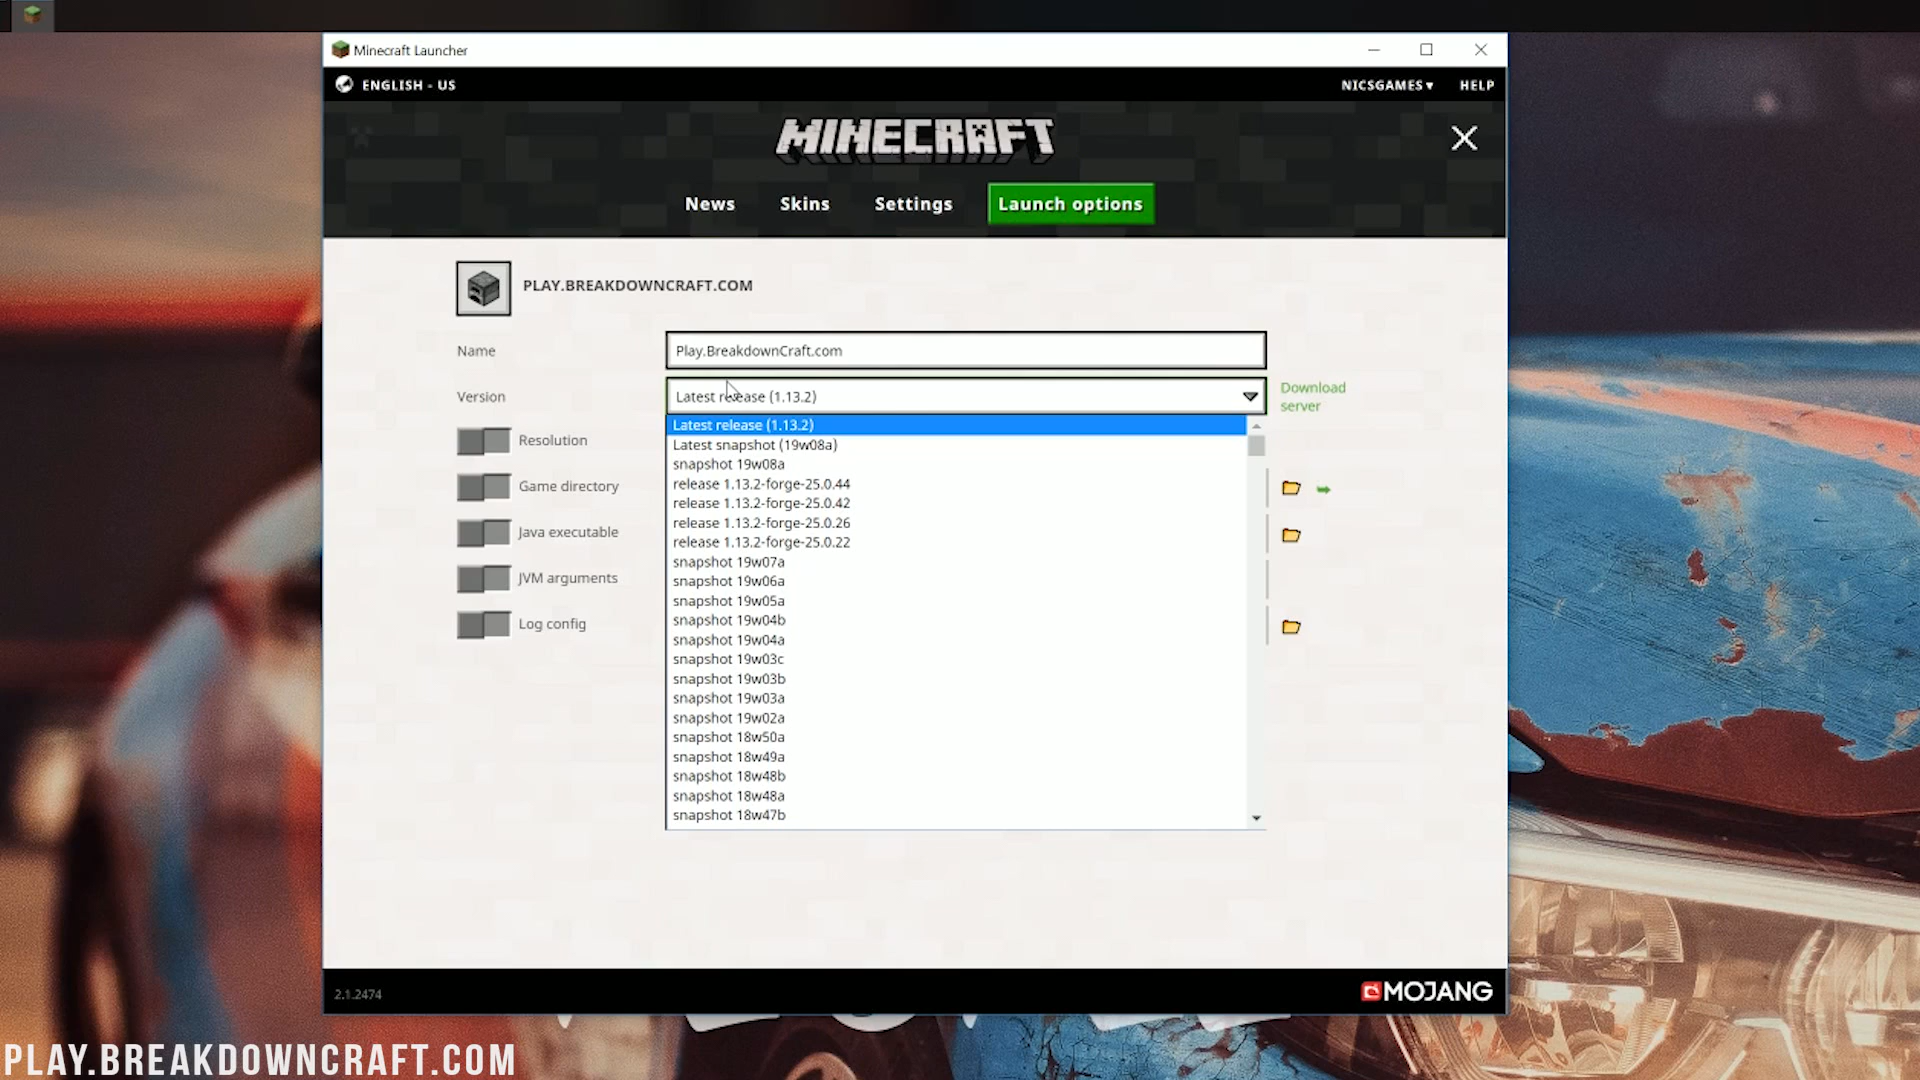 Minecraft Launcher
ENGLISH - US
NICSGAMES▾ HELP
MINECRAFT
News Skins Settings Launch options
PLAY.BREAKDOWNCRAFT.COM
Name Play.BreakdownCraft.com
Version Latest release (1.13.2)
Download
server
Latest release (1.13.2)
Latest snapshot (19w08a)
snapshot 19w08a
release 1.13.2-forge-25.0.44
release 1.13.2-forge-25.0.42
release 1.13.2-forge-25.0.26
release 1.13.2-forge-25.0.22
snapshot 19w07a
snapshot 19w06a
snapshot 19w05a
snapshot 19w04b
snapshot 19w04a
snapshot 19w03c
snapshot 19w03b
snapshot 19w03a
snapshot 19w02a
snapshot 18w50a
snapshot 18w49a
snapshot 18w48b
snapshot 18w48a
snapshot 18w47b
Resolution
Game directory
Java executable
JVM arguments
Log config
2.1.2474
MOJANG
PLAY.BREAKDOWNCRAFT.COM